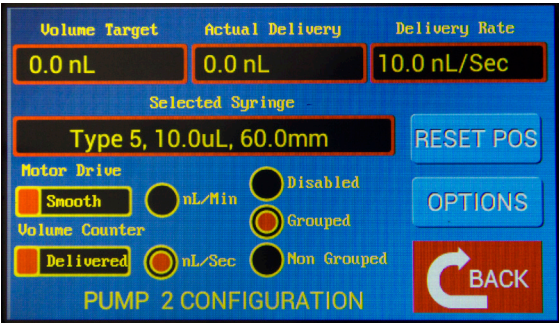 Volume Target
Actual Delivery
Delivery Rate
0.0 nL
0.0 nL
10.0 nL/Sec
Selected Syringe
Type 5, 10.0uL, 60.0mm
RESET POS
Motor Drive
Smooth
nL/Min
Disabled
Grouped
OPTIONS
Volume Counter
Delivered
nL/Sec
Non Grouped
BACK
PUMP 2 CONFIGURATION